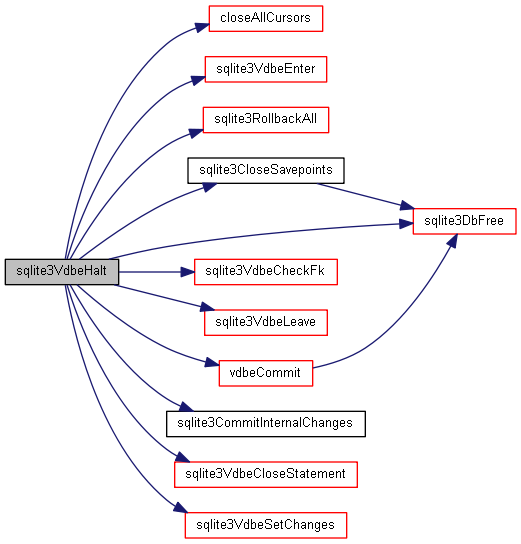 closeAllCursors
sqlite3VdbeEnter
sqlite3RollbackAll
sqlite3CloseSavepoints
sqlite3DbFree
sqlite3VdbeHalt
sqlite3VdbeCheckFk
sqlite3VdbeLeave
vdbeCommit
sqlite3CommitInternalChanges
sqlite3VdbeCloseStatement
sqlite3VdbeSetChanges